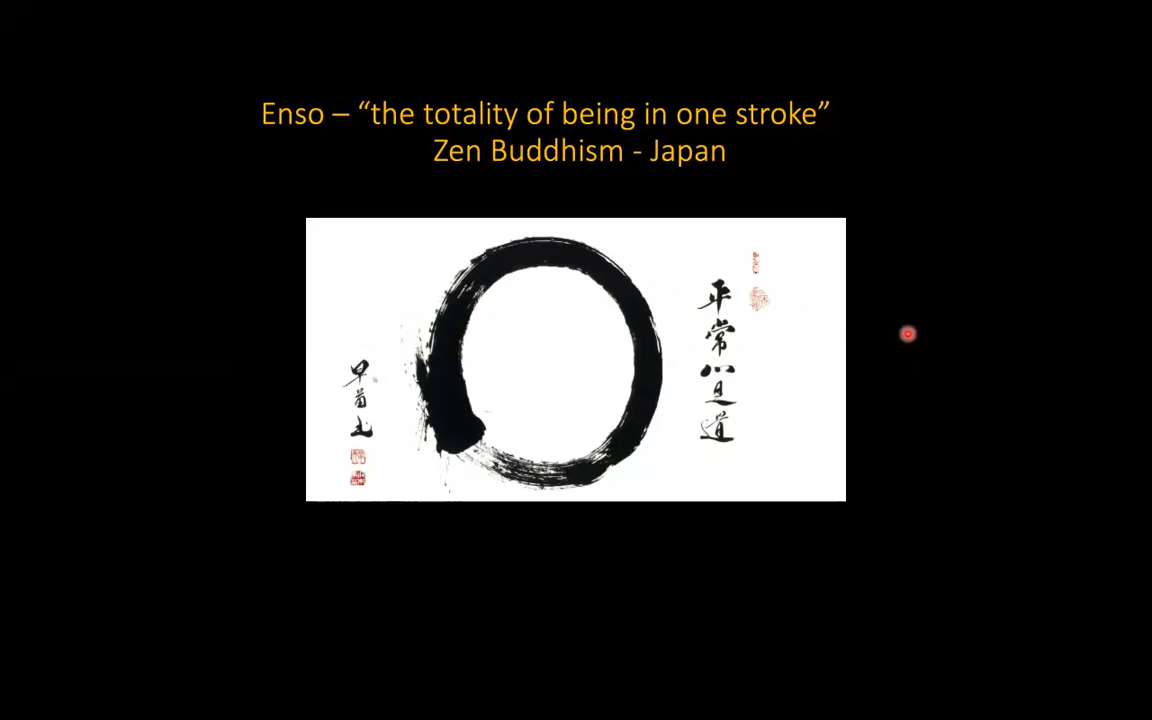 Enso – “the totality of being in one stroke”
Zen Buddhism - Japan
平常心是道